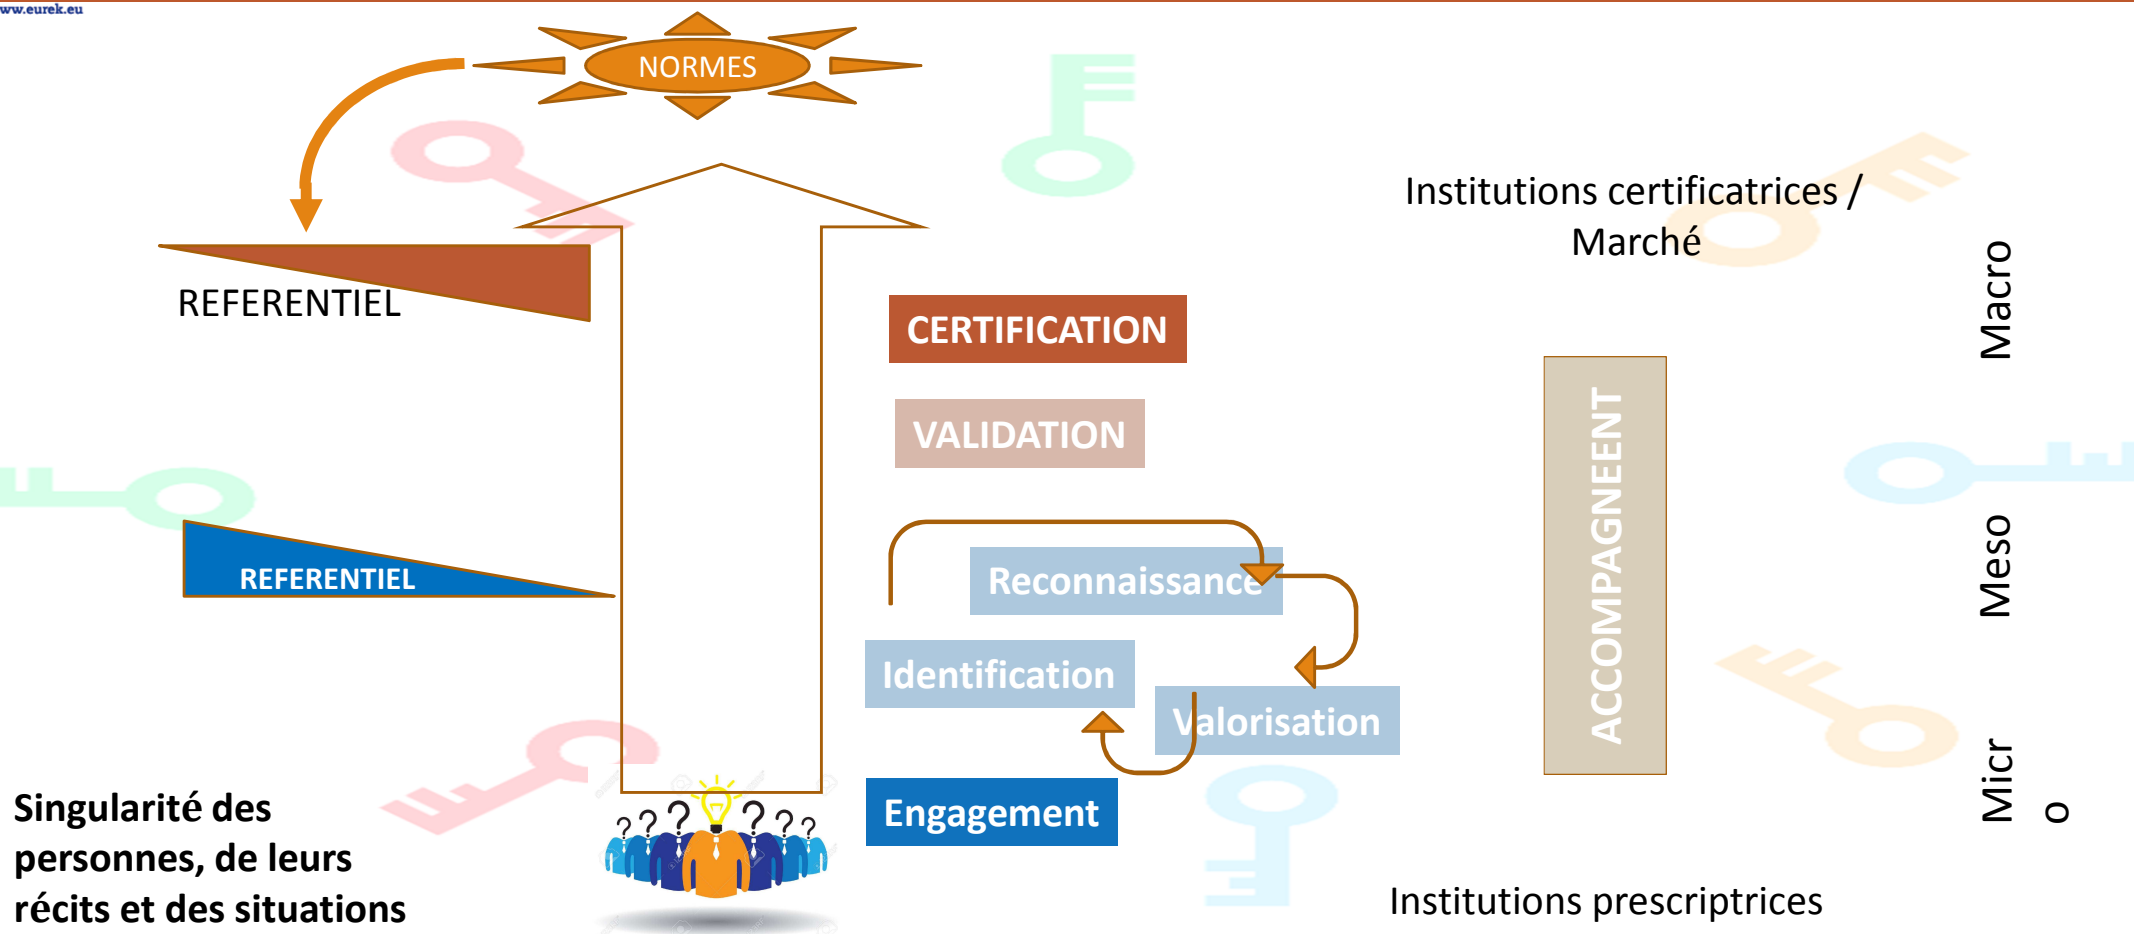 ww.eurek.eu
NORMES
Institutions certificatrices /
Marché
Macro
REFERENTIEL
CERTIFICATION
VALIDATION
ACCOMPAGNEENT
Meso
REFERENTIEL
Reconnaissance
Identification
Valorisation
Micr
o
Engagement
Singularité des
personnes, de leurs
récits et des situations
? ? ? ? ? ?
Institutions prescriptrices